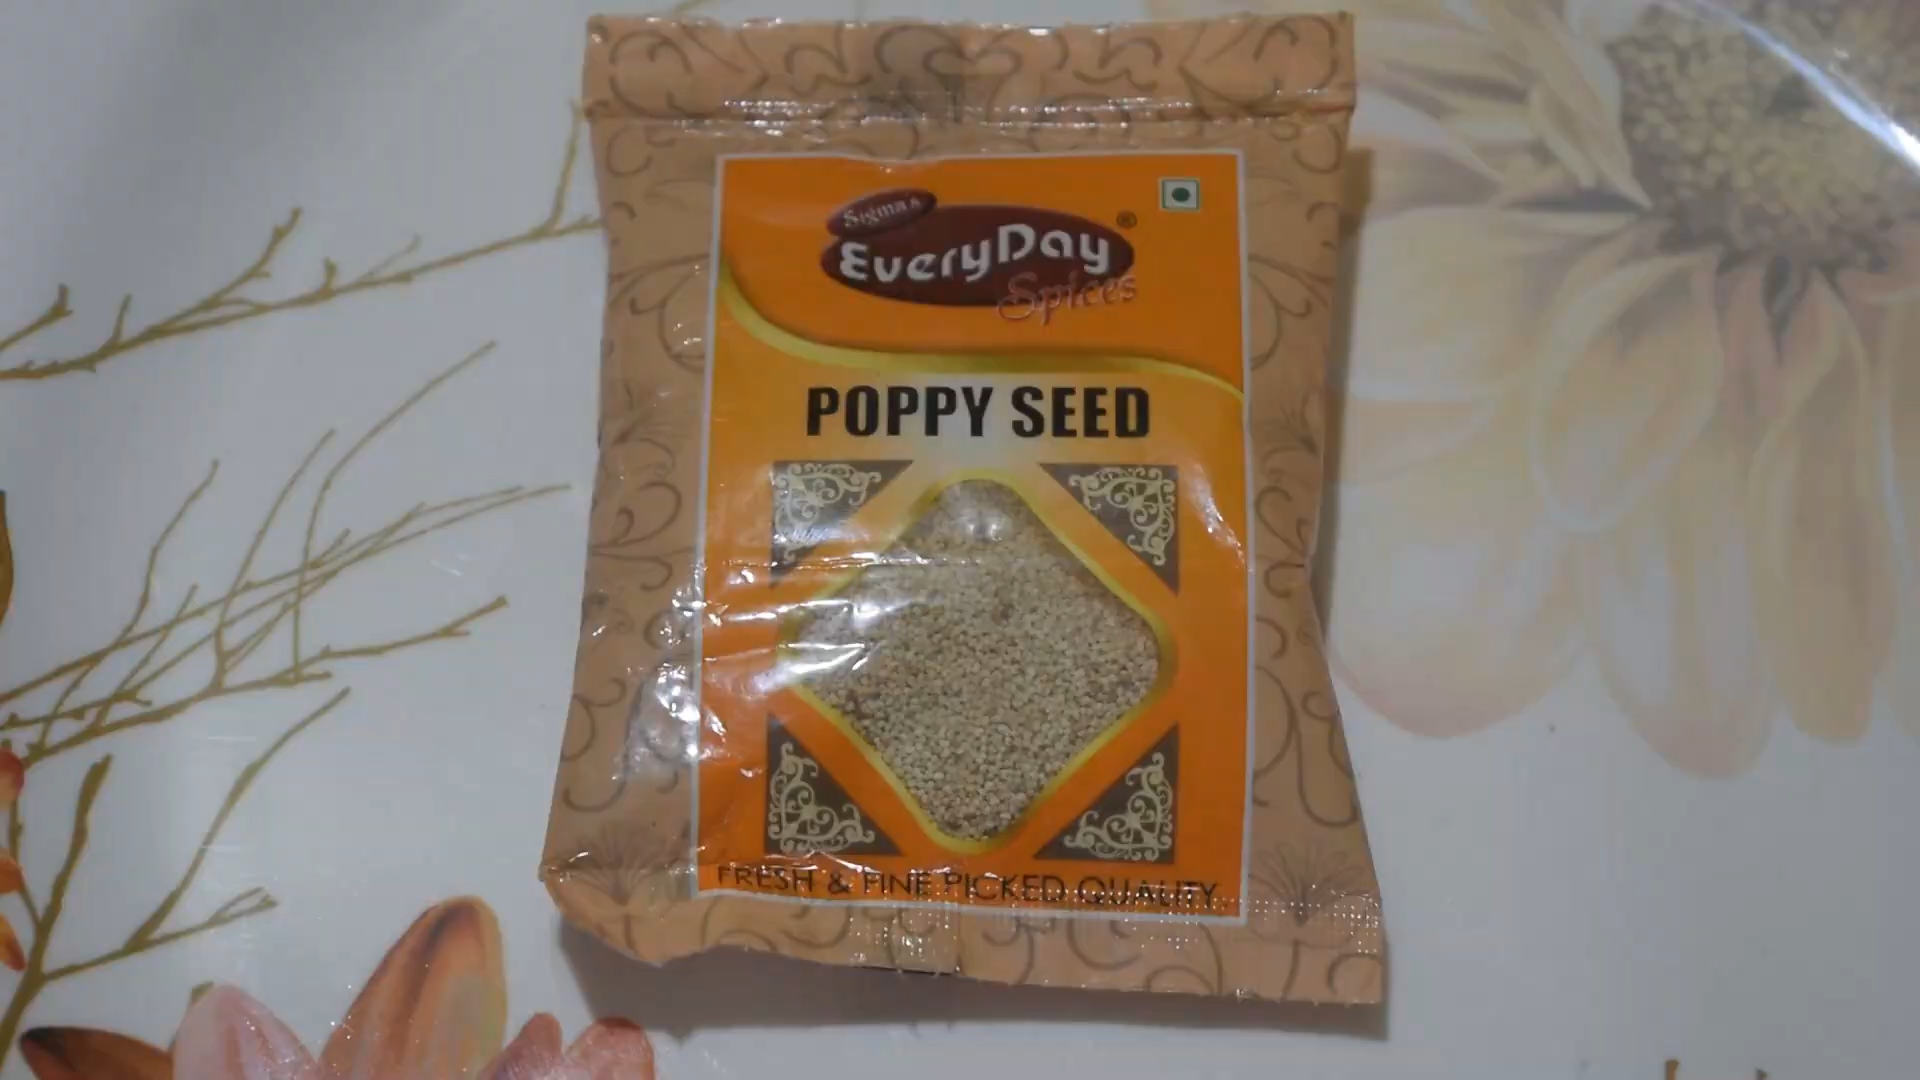 Sigma's
EveryDay ®
Spices
POPPY SEED
FRESH & FINE PICKED QUALITY